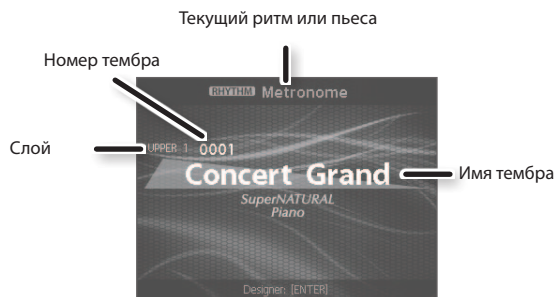 Текущий ритм или пьеса
Номер тембра
RHYTHM Metronome
Слой
UPPER 1 0001
Concert Grand
Имя тембра
SuperNATURAL
Piano
Designer: [ENTER]